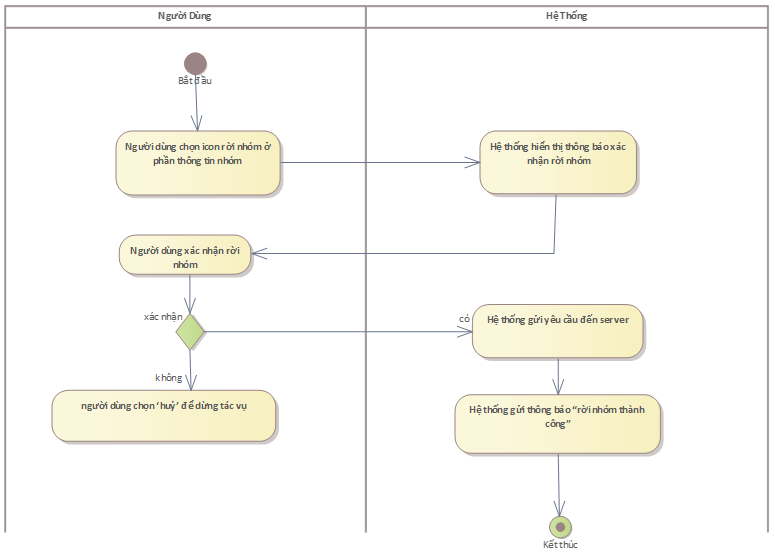 Người Dùng
Hệ Thống
Bắt đầu
Người dùng chọn icon rời nhóm ở
phần thông tin nhóm
Hệ thống hiển thị thông báo xác
nhận rời nhóm
Người dùng xác nhận rời
nhóm
xác nhận
có
Hệ thống gửi yêu cầu đến server
không
người dùng chọn ‘huỷ’ để dừng tác vụ
Hệ thống gửi thông báo “rời nhóm thành
công”
Kết thúc